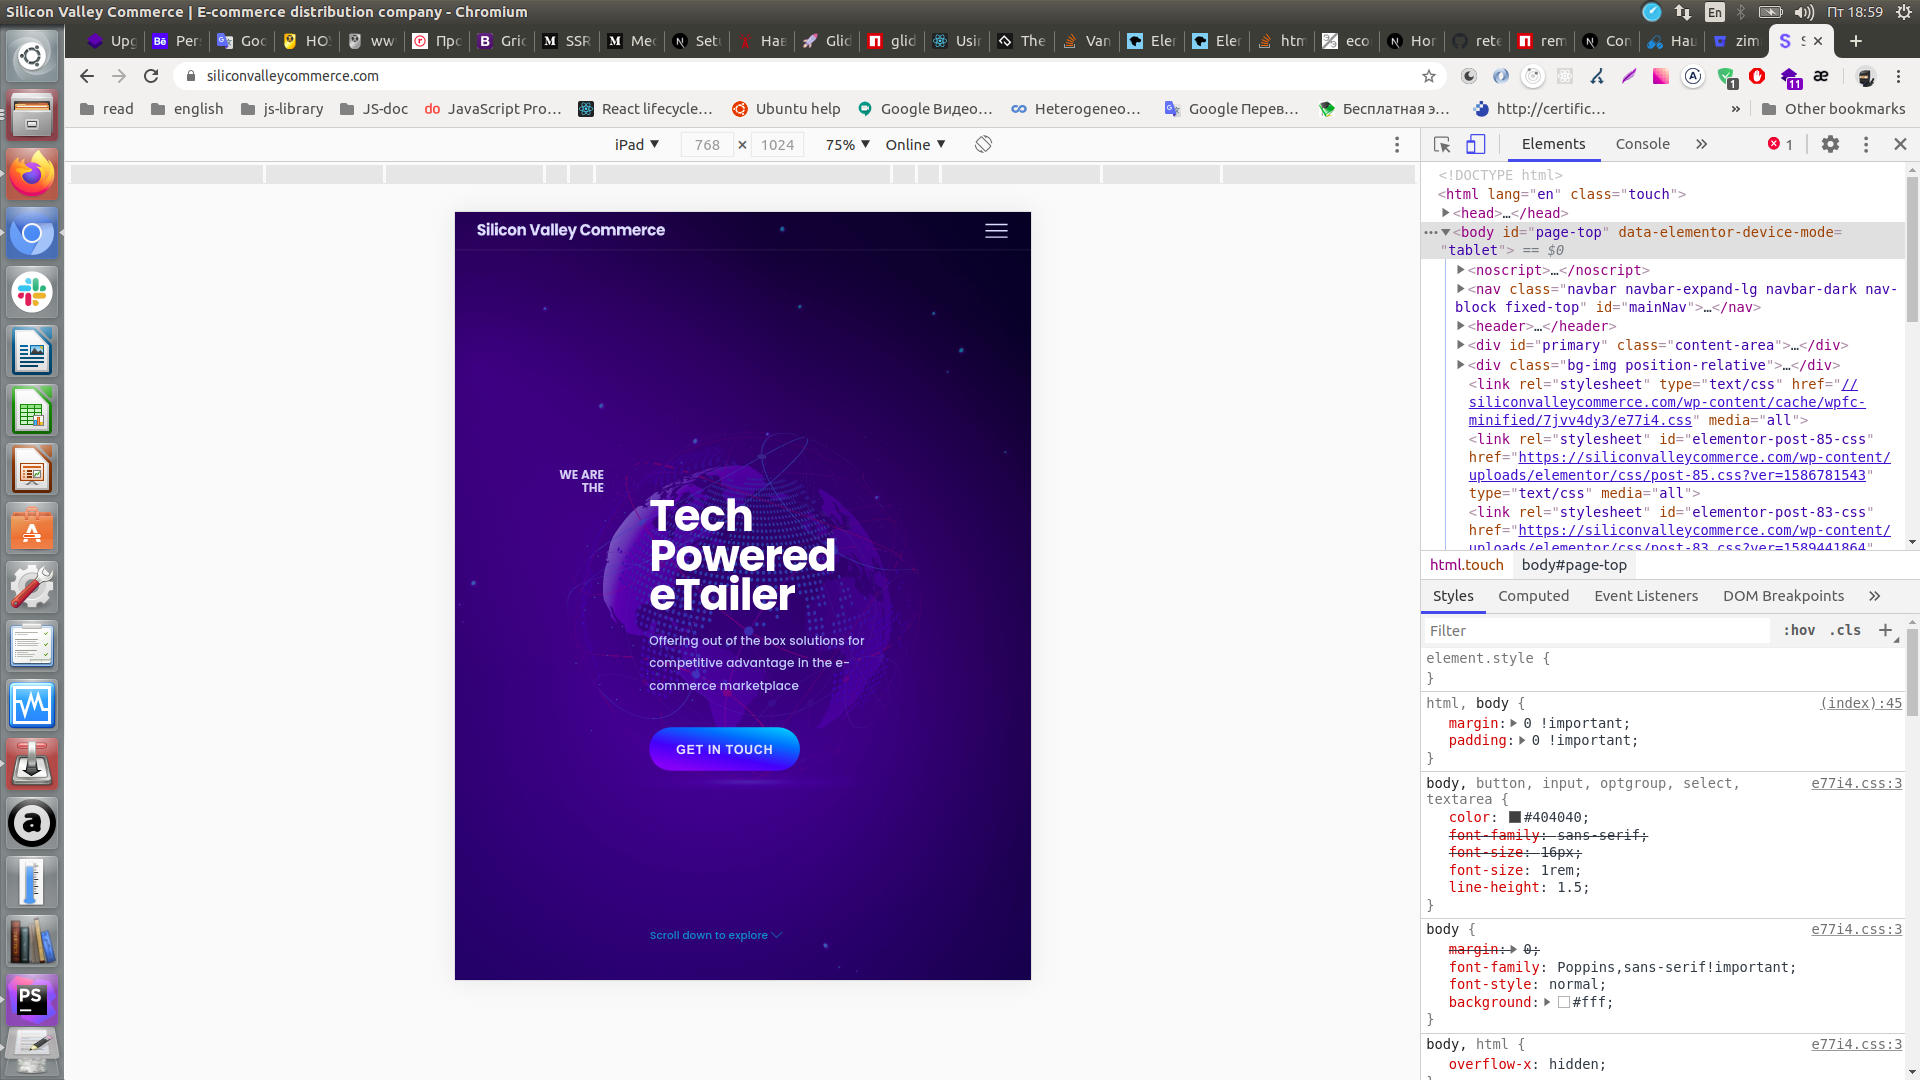 Silicon Valley Commerce | E-commerce distribution company - Chromium
En
Пт 18:59
Upg
Per
Goo
НО
ww
Про
Gric
SSR
Mec
Setu
Нав
Glid
glid
Usin
The
Van
Eler
Eler
htm
eco
Hor
rete
rem
Con
Наш
zim
S
siliconvalleycommerce.com
1
11
read
english
js-library
JS-doc
JavaScript Pro…
React lifecycle…
Ubuntu help
Google Видео…
Heterogeneo…
Google Перев…
Бесплатная э…
http://certific…
»
Other bookmarks
iPad ▼
768 × 1024
75% ▼
Online ▼
Elements
Console
»
1
Silicon Valley Commerce
WE ARE
THE
Tech
Powered
eTailer
Offering out of the box solutions for
competitive advantage in the e-
commerce marketplace
GET IN TOUCH
Scroll down to explore
<!DOCTYPE html>
<html lang="en" class="touch">
<head>…</head>
<body id="page-top" data-elementor-device-mode=
"tablet"> == $0
<noscript>…</noscript>
<nav class="navbar navbar-expand-lg navbar-dark nav-
block fixed-top" id="mainNav">…</nav>
<header>…</header>
<div id="primary" class="content-area">…</div>
<div class="bg-img position-relative">…</div>
<link rel="stylesheet" type="text/css" href="//
siliconvalleycommerce.com/wp-content/cache/wpfc-
minified/7jvv4dy3/e77i4.css" media="all">
<link rel="stylesheet" id="elementor-post-85-css"
href="https://siliconvalleycommerce.com/wp-content/
uploads/elementor/css/post-85.css?ver=1586781543"
type="text/css" media="all">
<link rel="stylesheet" id="elementor-post-83-css"
href="https://siliconvalleycommerce.com/wp-content/
uploads/elementor/css/post-83.css?ver=1589441864"
html.touch
body#page-top
Styles
Computed
Event Listeners
DOM Breakpoints
»
Filter
:hov
.cls
+
element.style {
}
html, body {
(index):45
margin: 0 !important;
padding: 0 !important;
}
body, button, input, optgroup, select,
e77i4.css:3
textarea {
color: #404040;
font-family: sans-serif;
font-size: 16px;
font-size: 1rem;
line-height: 1.5;
}
body {
e77i4.css:3
margin: 0;
font-family: Poppins,sans-serif!important;
font-style: normal;
background: #fff;
}
body, html {
e77i4.css:3
overflow-x: hidden;
PS